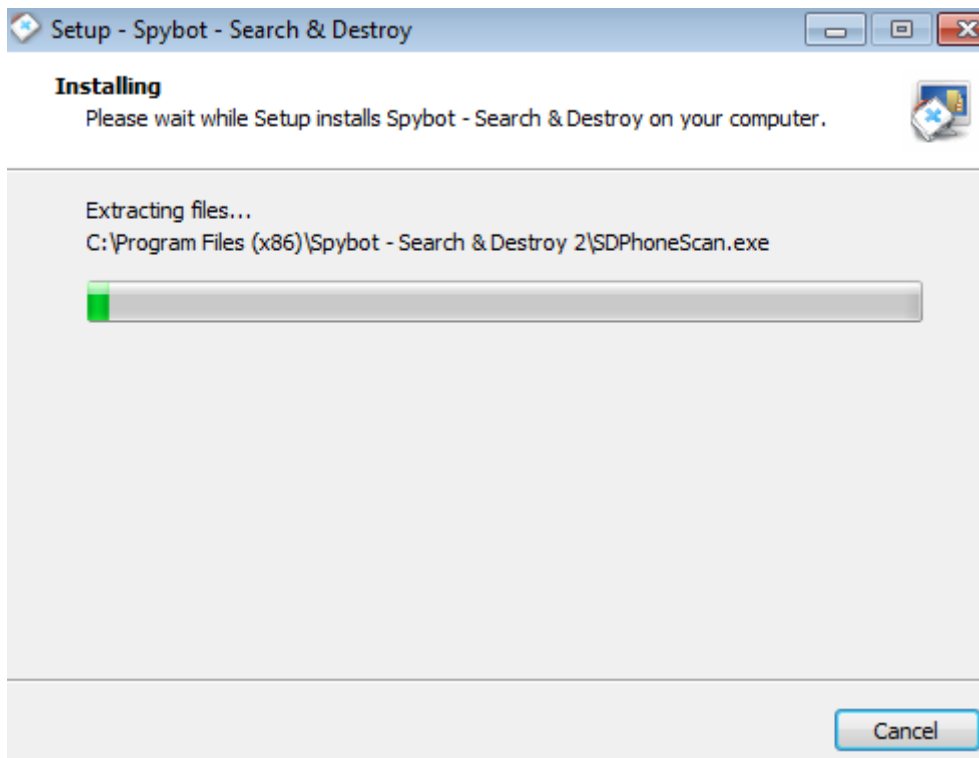 Setup - Spybot - Search & Destroy
Installing
Please wait while Setup installs Spybot - Search & Destroy on your computer.
Extracting files...
C:\Program Files (x86)\Spybot - Search & Destroy 2\SDPhoneScan.exe
Cancel